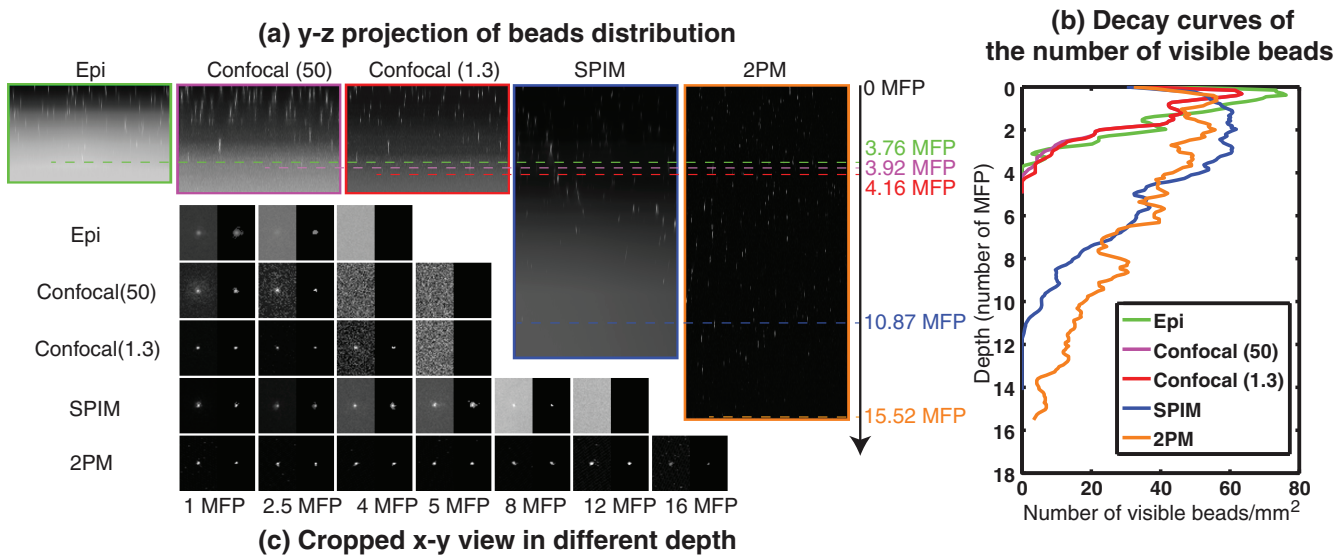 (a) y-z projection of beads distribution
Epi
Confocal (50)
Confocal (1.3)
SPIM
2PM
0 MFP
3.76 MFP
3.92 MFP
4.16 MFP
10.87 MFP
15.52 MFP
Epi
Confocal(50)
Confocal(1.3)
SPIM
2PM
1 MFP
2.5 MFP
4 MFP
5 MFP
8 MFP
12 MFP
16 MFP
(c) Cropped x-y view in different depth
(b) Decay curves of
the number of visible beads
Depth (number of MFP)
0
2
4
6
8
10
12
14
16
18
Epi
Confocal (50)
Confocal (1.3)
SPIM
2PM
0
20
40
60
80
Number of visible beads/mm²